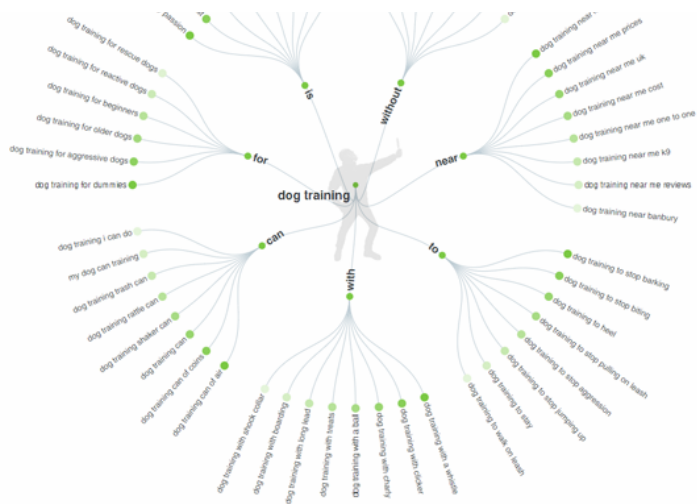 passion
is
without
dog training for rescue dogs
dog training for reactive dogs
dog training for beginners
dog training for older dogs
dog training for aggressive dogs
dog training for dummies
for
dog training near
dog training near me prices
dog training near me uk
dog training near me cost
dog training near me one to one
dog training near me k9
dog training near me reviews
dog training near banbury
near
dog training
can
dog training i can do
my dog can training
dog training trash can
dog training rattle can
dog training shaker can
dog training can
dog training can of coins
dog training can of air
with
dog training with shock collar
dog training with boarding
dog training with long lead
dog training with treats
dog training with a ball
dog training with charly
dog training with clicker
dog training with a whistle
to
dog training to stop barking
dog training to stop biting
dog training to heel
dog training to stop pulling on leash
dog training to stop aggression
dog training to stop jumping up
dog training to stay
dog training to walk on leash